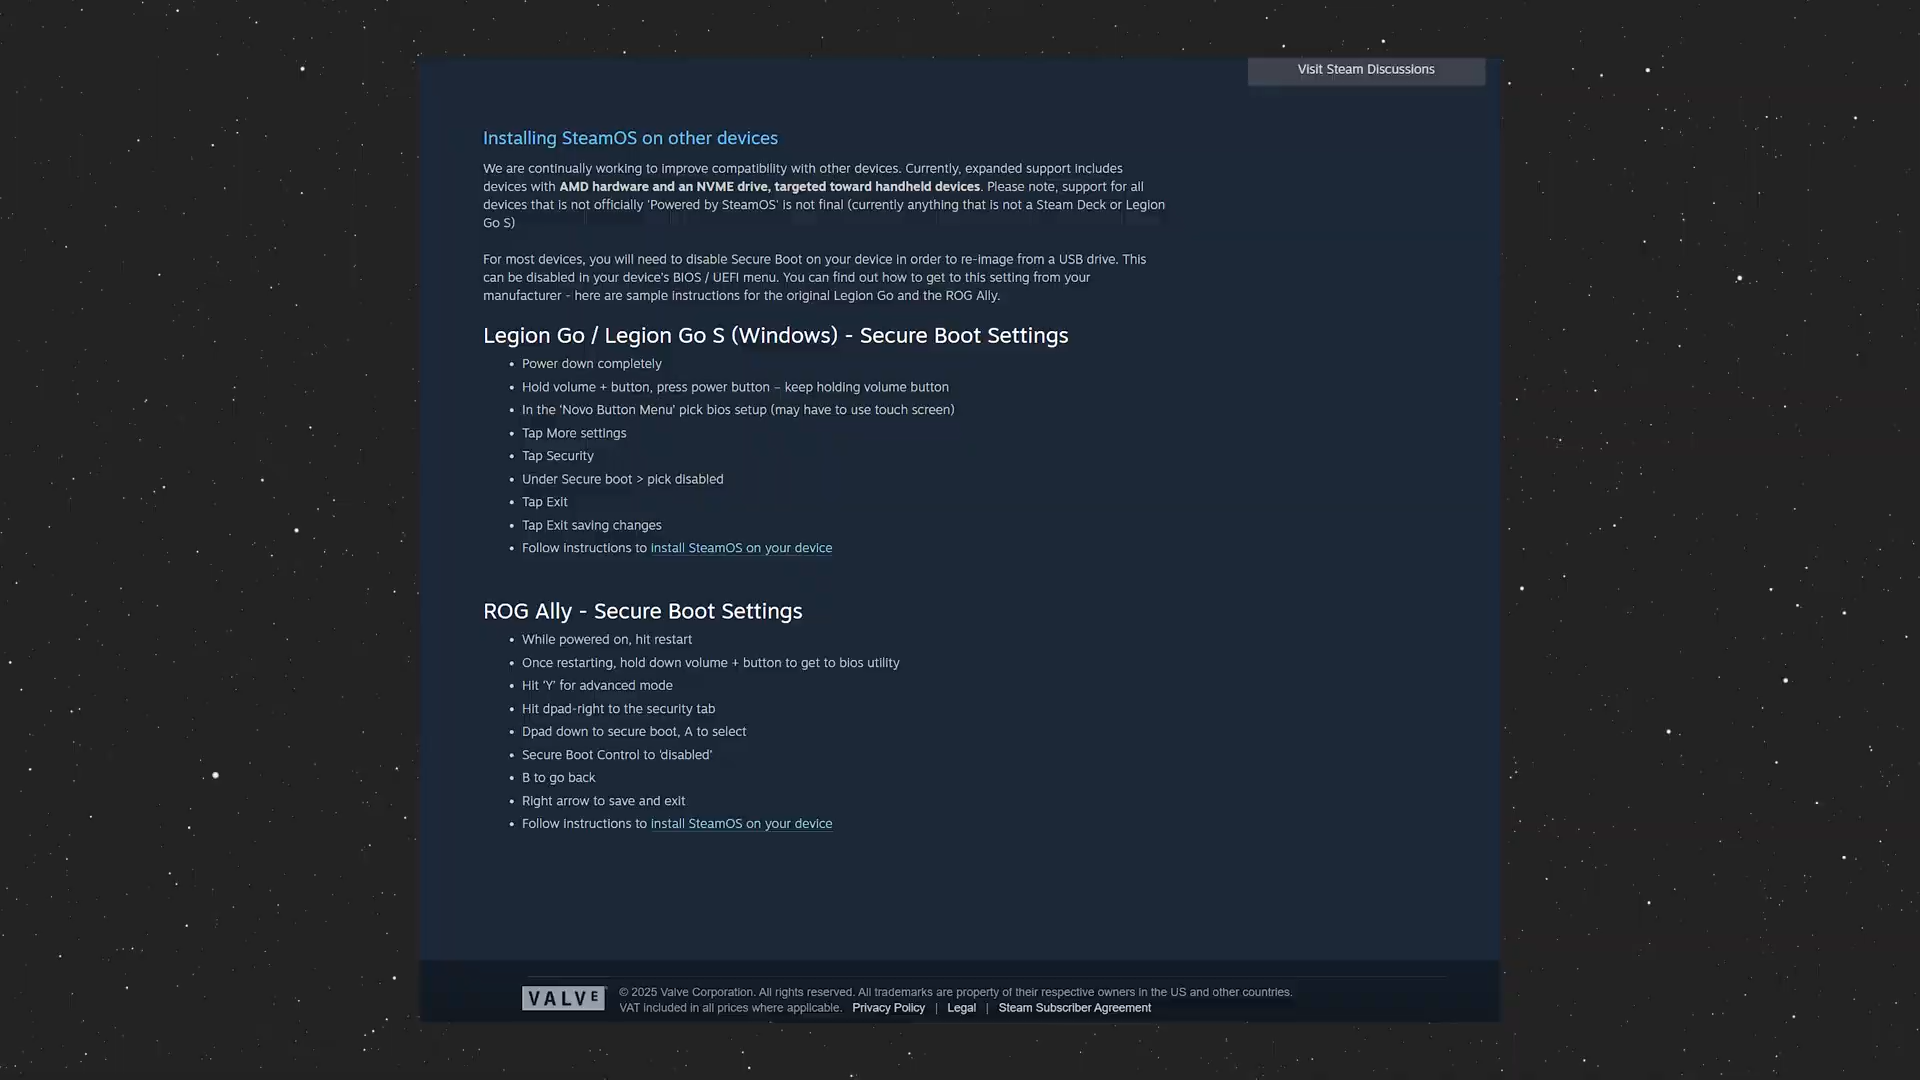 Visit Steam Discussions
Installing SteamOS on other devices
We are continually working to improve compatibility with other devices. Currently, expanded support includes
devices with AMD hardware and an NVME drive, targeted toward handheld devices. Please note, support for all
devices that is not officially 'Powered by SteamOS' is not final (currently anything that is not a Steam Deck or Legion
Go S)
For most devices, you will need to disable Secure Boot on your device in order to re-image from a USB drive. This
can be disabled in your device's BIOS / UEFI menu. You can find out how to get to this setting from your
manufacturer - here are sample instructions for the original Legion Go and the ROG Ally.
Legion Go / Legion Go S (Windows) - Secure Boot Settings
• Power down completely
• Hold volume + button, press power button – keep holding volume button
• In the 'Novo Button Menu' pick bios setup (may have to use touch screen)
• Tap More settings
• Tap Security
• Under Secure boot > pick disabled
• Tap Exit
• Tap Exit saving changes
• Follow instructions to install SteamOS on your device
ROG Ally - Secure Boot Settings
• While powered on, hit restart
• Once restarting, hold down volume + button to get to bios utility
• Hit 'Y' for advanced mode
• Hit dpad-right to the security tab
• Dpad down to secure boot, A to select
• Secure Boot Control to 'disabled'
• B to go back
• Right arrow to save and exit
• Follow instructions to install SteamOS on your device
VALVE
© 2025 Valve Corporation. All rights reserved. All trademarks are property of their respective owners in the US and other countries.
VAT included in all prices where applicable. Privacy Policy | Legal | Steam Subscriber Agreement